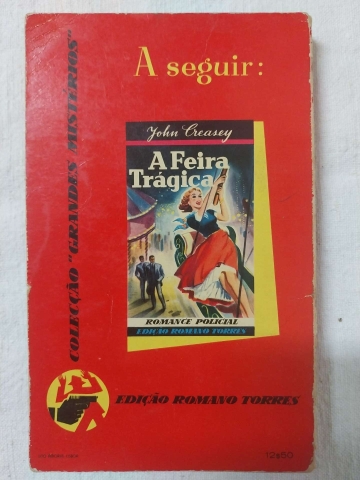 A seguir:
COLECÇÃO "GRANDES MISTÉRIOS"
John Creasey
A Feira
Trágica
ROMANCE POLICIAL
EDIÇÃO ROMANO TORRES
EDIÇÃO ROMANO TORRES
12$50